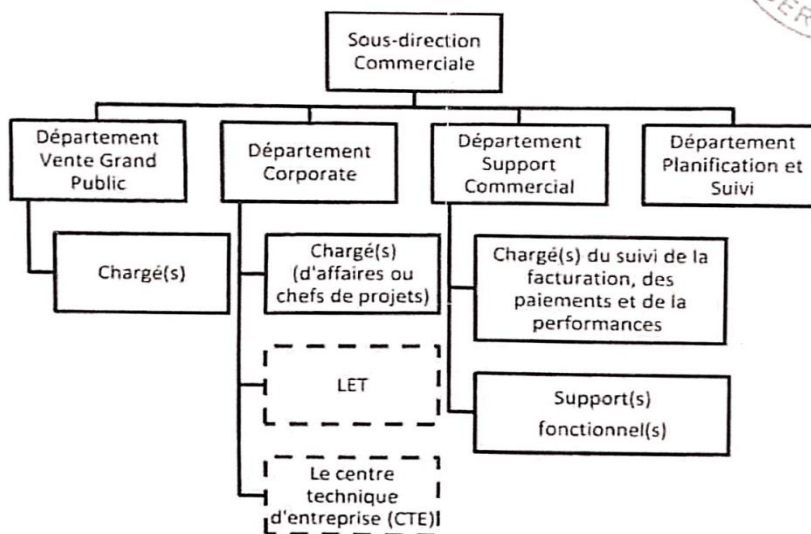 Sous-direction
Commerciale
Département
Vente Grand
Public
Département
Corporate
Département
Support
Commercial
Département
Planification et
Suivi
Chargé(s)
Chargé(s)
(d'affaires ou
chefs de projets)
LET
Le centre
technique
d'entreprise (CTE)
Chargé(s) du suivi de la
facturation, des
paiements et de la
performances
Support(s)
fonctionnel(s)